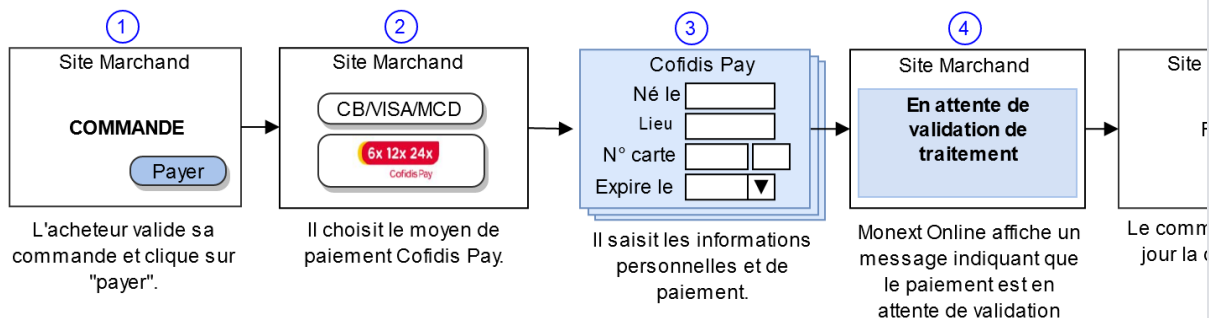 1
Site Marchand
COMMANDE
Payer
L'acheteur valide sa
commande et clique sur
"payer".
2
Site Marchand
CB/VISA/MCD
6x 12x 24x
Cofidis Pay
Il choisit le moyen de
paiement Cofidis Pay.
3
Cofidis Pay
Né le
Lieu
N° carte
Expire le
Il saisit les informations
personnelles et de
paiement.
4
Site Marchand
En attente de
validation de
traitement
Monext Online affiche un
message indiquant que
le paiement est en
attente de validation
Site
Le
jour la